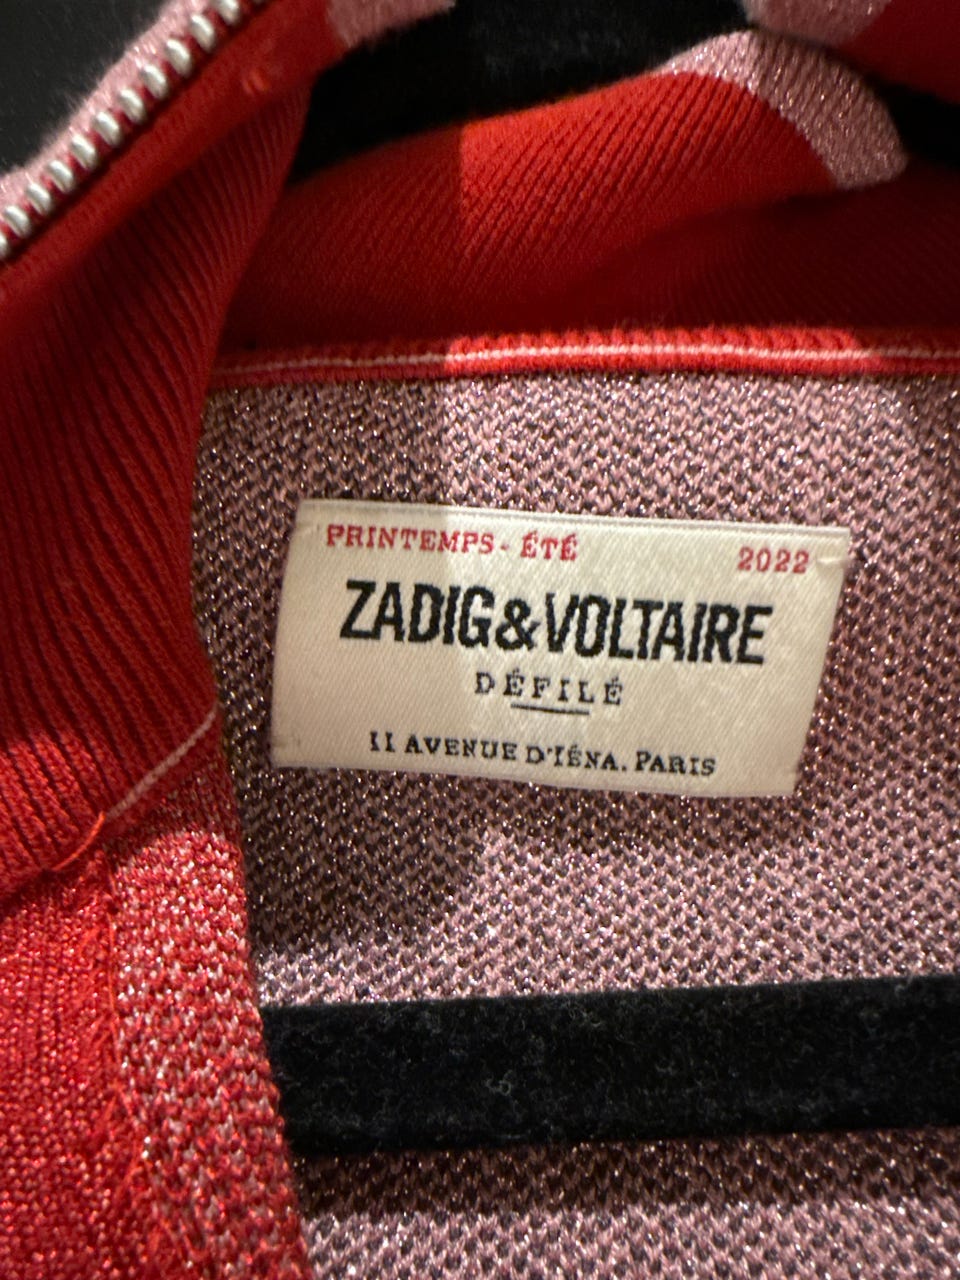 PRINTEMPS - ÉTÉ 2022
ZADIG&VOLTAIRE
DÉFILÉ
11 AVENUE D'IÉNA. PARIS